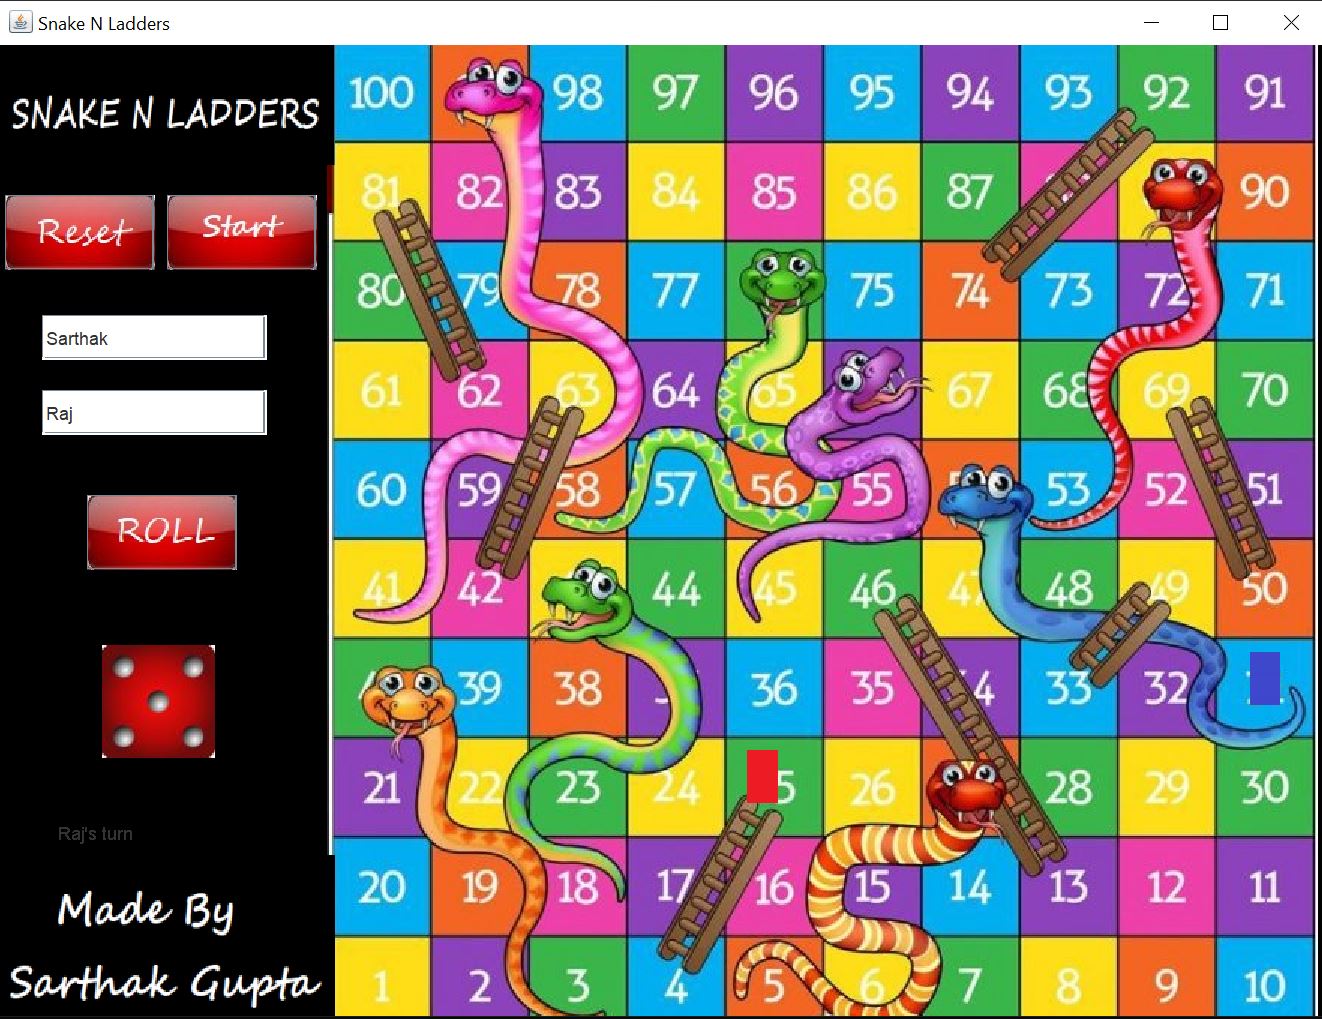 Snake N Ladders
SNAKE N LADDERS
Reset Start
Sarthak
Raj
ROLL
Raj's turn
Made By
Sarthak Gupta
100 98 97 96 95 94 93 92 91
81 82 83 84 85 86 87 90
80 79 78 77 75 74 73 72 71
61 62 63 64 65 67 68 69 70
60 59 58 57 56 55 53 52 51
41 42 44 45 46 47 48 49 50
39 38 36 35 33 32
21 22 23 24 26 28 29 30
20 19 18 17 16 15 14 13 12 11
1 2 3 4 5 6 7 8 9 10